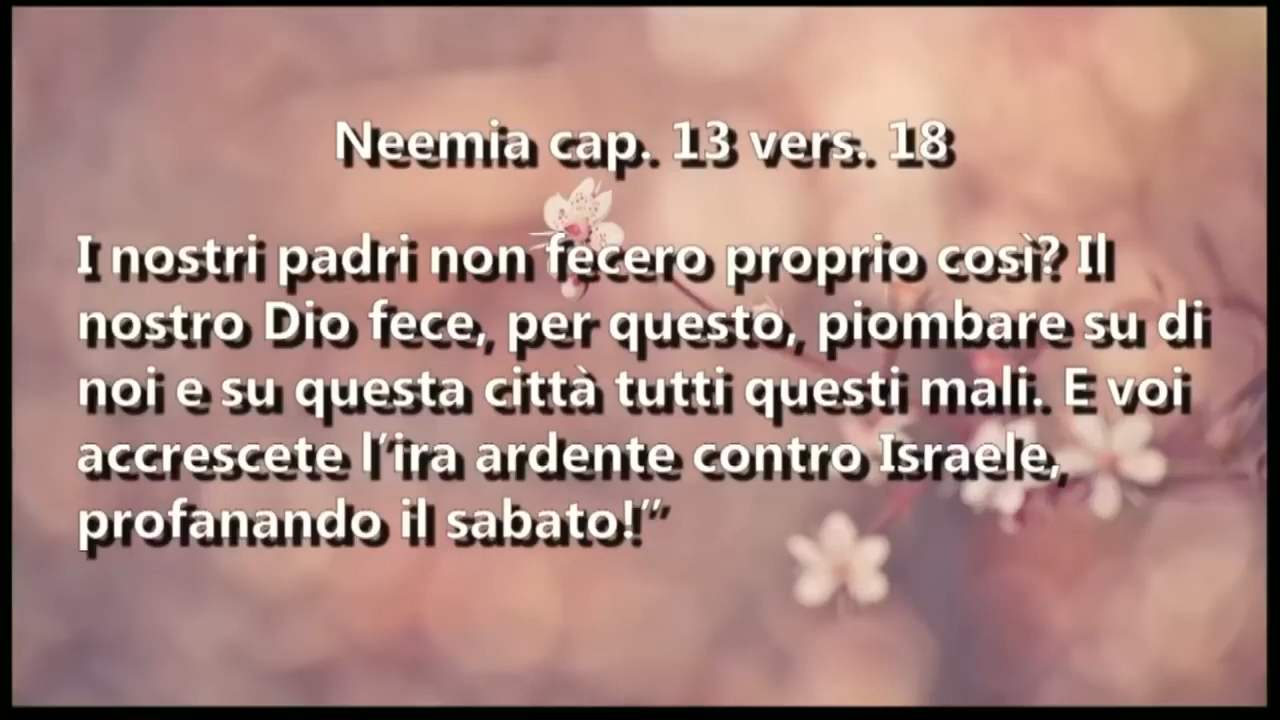 Neemia cap. 13 vers. 18
I nostri padri non fecero proprio così? Il
nostro Dio fece, per questo, piombare su di
noi e su questa città tutti questi mali. E voi
accrescete l’ira ardente contro Israele,
profanando il sabato!”